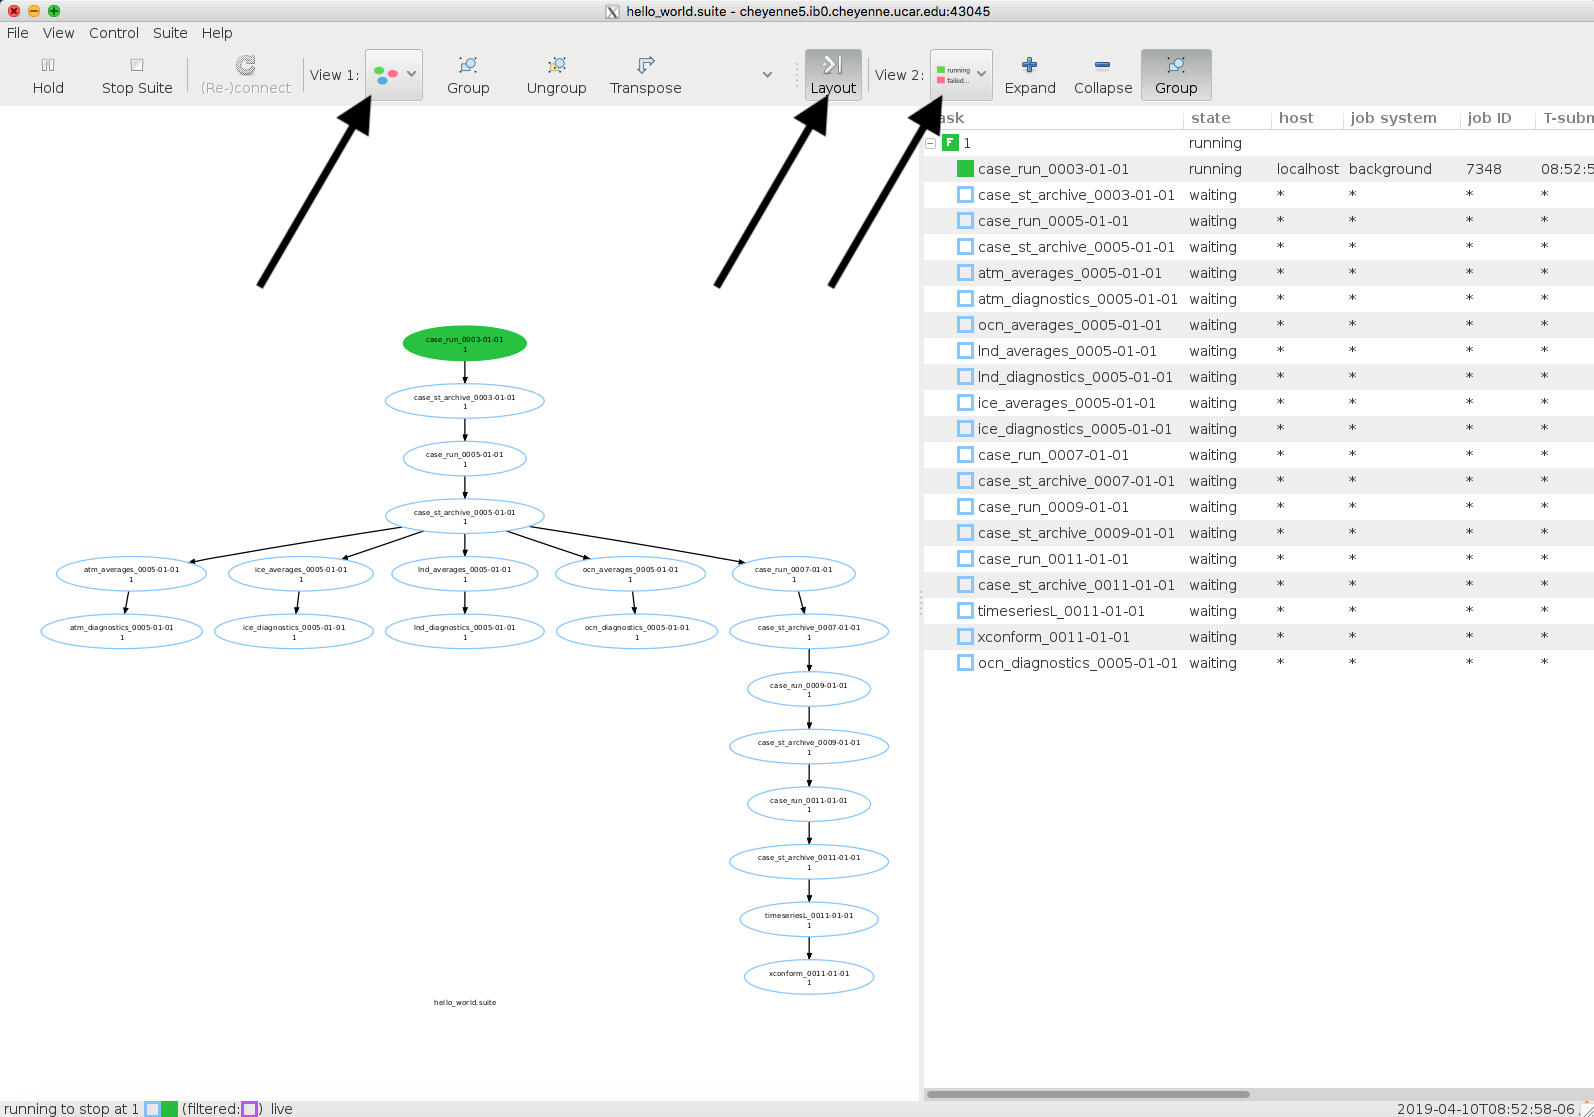 hello_world.suite - cheyenne5.ib0.cheyenne.ucar.edu:43045
File View Control Suite Help
Hold Stop Suite (Re-)connect View 1: Group Ungroup Transpose Layout View 2: running failed... Expand Collapse Group
ask state host job system job ID T-subm
F 1 running
case_run_0003-01-01 running localhost background 7348 08:52:5
case_st_archive_0003-01-01 waiting * * * *
case_run_0005-01-01 waiting * * * *
case_st_archive_0005-01-01 waiting * * * *
atm_averages_0005-01-01 waiting * * * *
atm_diagnostics_0005-01-01 waiting * * * *
ocn_averages_0005-01-01 waiting * * * *
lnd_averages_0005-01-01 waiting * * * *
lnd_diagnostics_0005-01-01 waiting * * * *
ice_averages_0005-01-01 waiting * * * *
ice_diagnostics_0005-01-01 waiting * * * *
case_run_0007-01-01 waiting * * * *
case_st_archive_0007-01-01 waiting * * * *
case_run_0009-01-01 waiting * * * *
case_st_archive_0009-01-01 waiting * * * *
case_run_0011-01-01 waiting * * * *
case_st_archive_0011-01-01 waiting * * * *
timeseriesL_0011-01-01 waiting * * * *
xconform_0011-01-01 waiting * * * *
ocn_diagnostics_0005-01-01 waiting * * * *
case_run_0003-01-01
1
case_st_archive_0003-01-01
1
case_run_0005-01-01
1
case_st_archive_0005-01-01
1
atm_averages_0005-01-01
1
ice_averages_0005-01-01
1
lnd_averages_0005-01-01
1
ocn_averages_0005-01-01
1
case_run_0007-01-01
1
atm_diagnostics_0005-01-01
1
ice_diagnostics_0005-01-01
1
lnd_diagnostics_0005-01-01
1
ocn_diagnostics_0005-01-01
1
case_st_archive_0007-01-01
1
case_run_0009-01-01
1
case_st_archive_0009-01-01
1
case_run_0011-01-01
1
case_st_archive_0011-01-01
1
timeseriesL_0011-01-01
1
xconform_0011-01-01
1
hello_world.suite
running to stop at 1 (filtered: ) live 2019-04-10T08:52:58-06